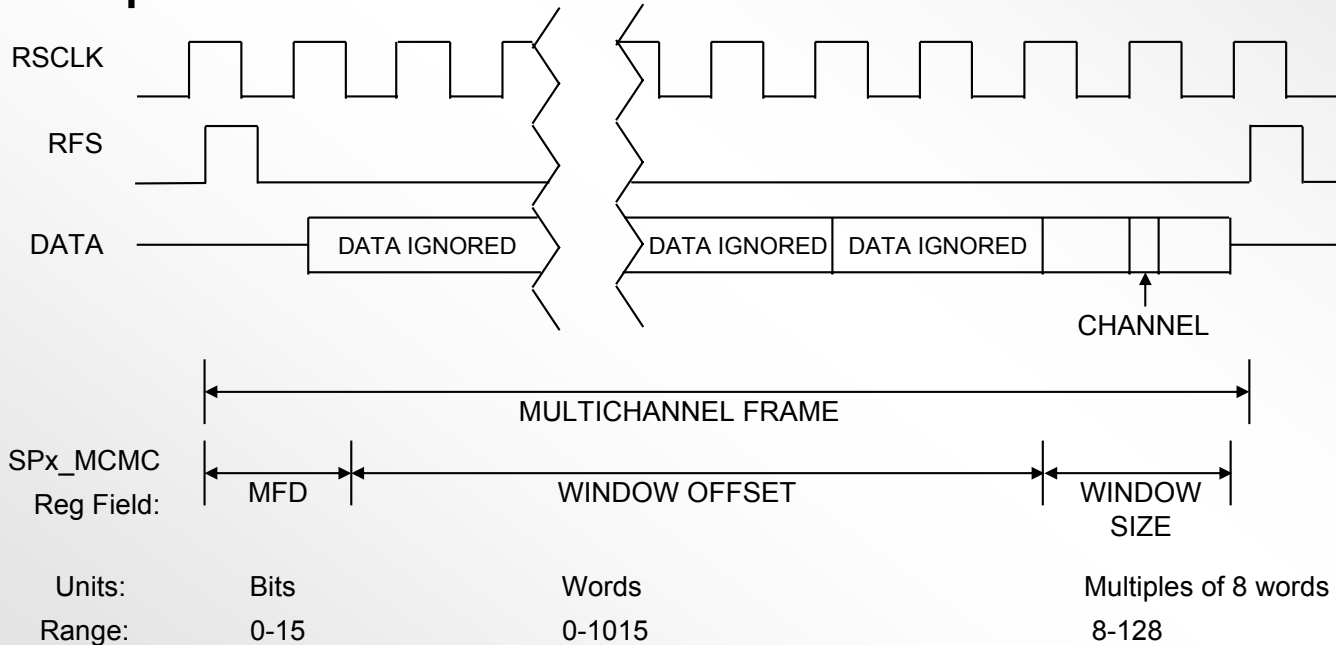 RSCLK
RFS
DATA
DATA IGNORED
DATA IGNORED
DATA IGNORED
CHANNEL
MULTICHANNEL FRAME
SPx_MCMC
Reg Field:
MFD
WINDOW OFFSET
WINDOW
SIZE
Units: Bits Words Multiples of 8 words
Range: 0-15 0-1015 8-128